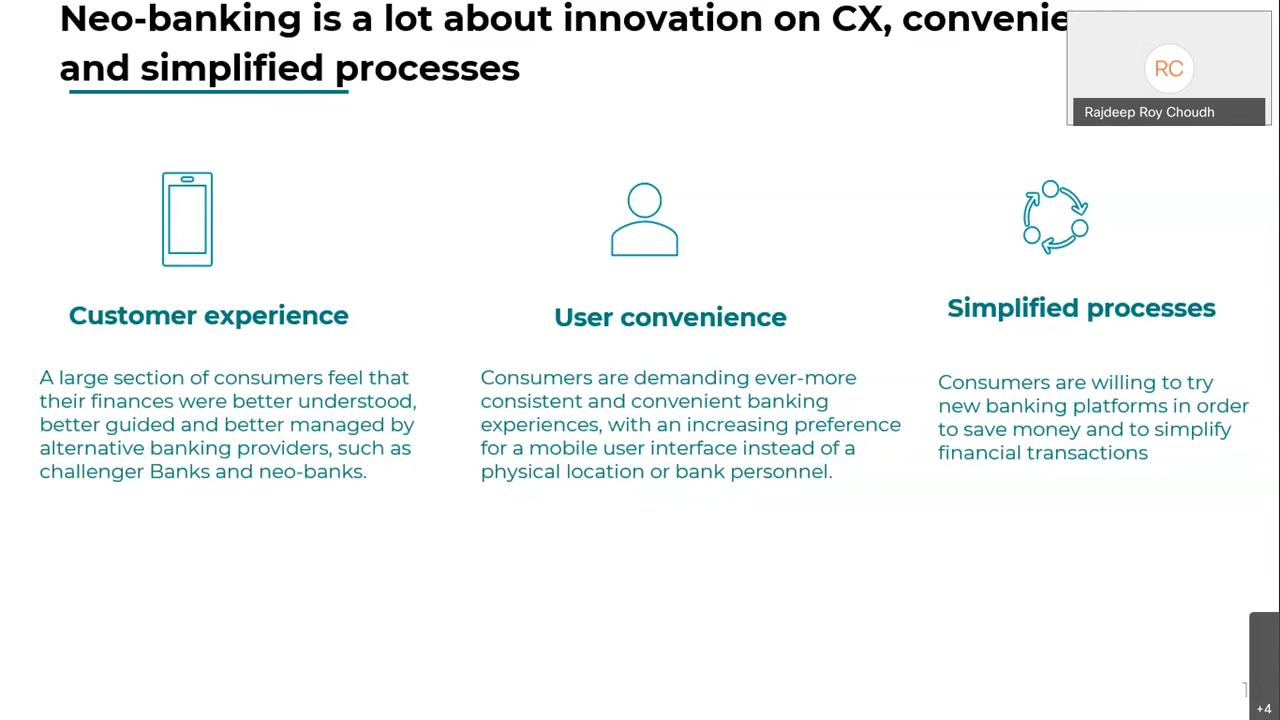 Neo-banking is a lot about innovation on CX,
and simplified processes
RC
Rajdeep Roy Choudh
Customer experience
A large section of consumers feel that
their finances were better understood,
better guided and better managed by
alternative banking providers, such as
challenger Banks and neo-banks.
User convenience
Consumers are demanding ever-more
consistent and convenient banking
experiences, with an increasing preference
for a mobile user interface instead of a
physical location or bank personnel.
Simplified processes
Consumers are willing to try
new banking platforms in order
to save money and to simplify
financial transactions
+4